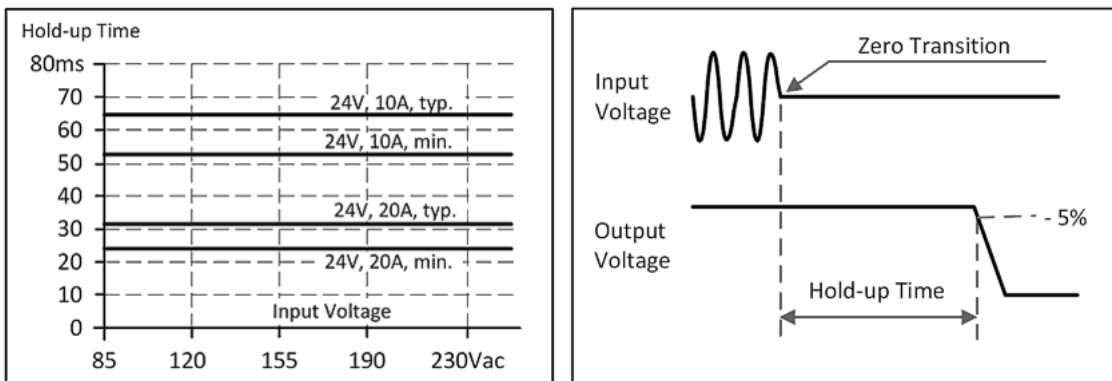 Hold-up Time
80ms
70
60
50
40
30
20
10
0
24V, 10A, typ.
24V, 10A, min.
24V, 20A, typ.
24V, 20A, min.
Input Voltage
85
120
155
190
230Vac
Zero Transition
Input
Voltage
Output
Voltage
- 5%
Hold-up Time